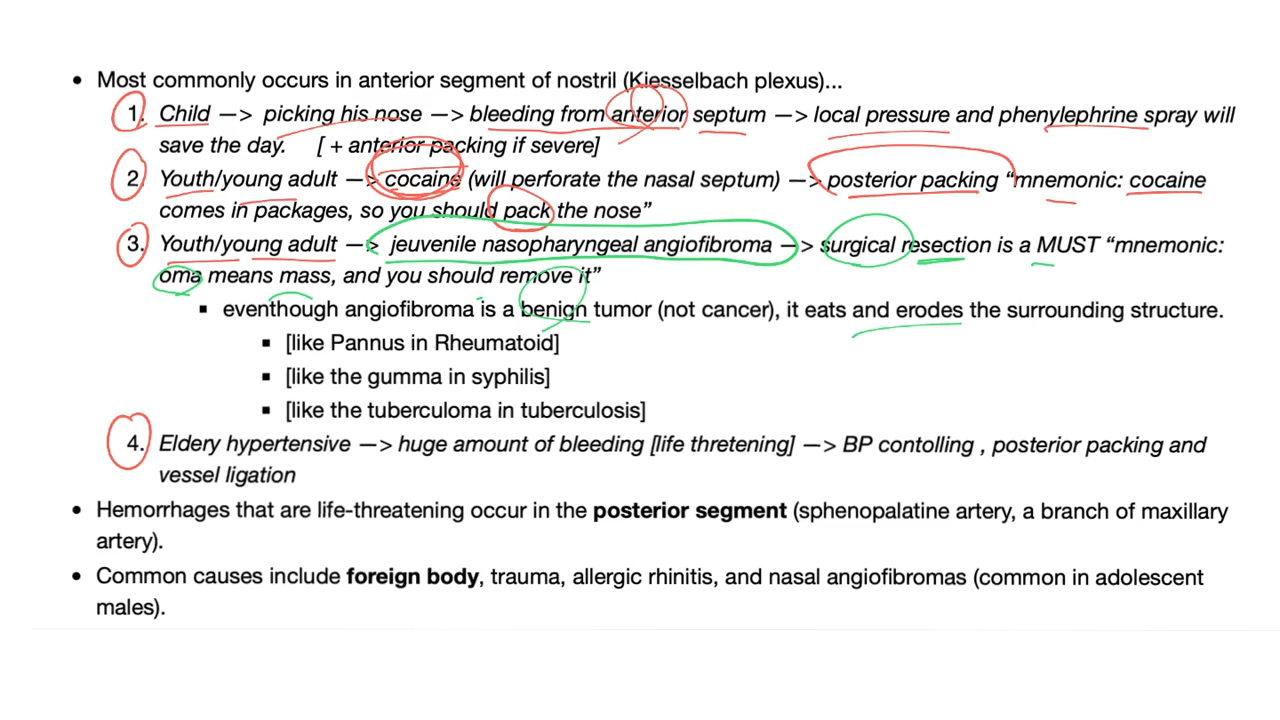 • Most commonly occurs in anterior segment of nostril (Kiesselbach plexus)...
1. Child —> picking his nose —> bleeding from anterior septum —> local pressure and phenylephrine spray will
save the day. [ + anterior packing if severe]
2. Youth/young adult —> cocaine (will perforate the nasal septum) —> posterior packing “mnemonic: cocaine
comes in packages, so you should pack the nose”
3. Youth/young adult —> jeuvenile nasopharyngeal angiofibroma —> surgical resection is a MUST “mnemonic:
oma means mass, and you should remove it”
▪ eventhough angiofibroma is a benign tumor (not cancer), it eats and erodes the surrounding structure.
▪ [like Pannus in Rheumatoid]
▪ [like the gumma in syphilis]
▪ [like the tuberculoma in tuberculosis]
4. Eldery hypertensive —> huge amount of bleeding [life thretening] —> BP contolling , posterior packing and
vessel ligation
• Hemorrhages that are life-threatening occur in the posterior segment (sphenopalatine artery, a branch of maxillary
artery).
• Common causes include foreign body, trauma, allergic rhinitis, and nasal angiofibromas (common in adolescent
males).